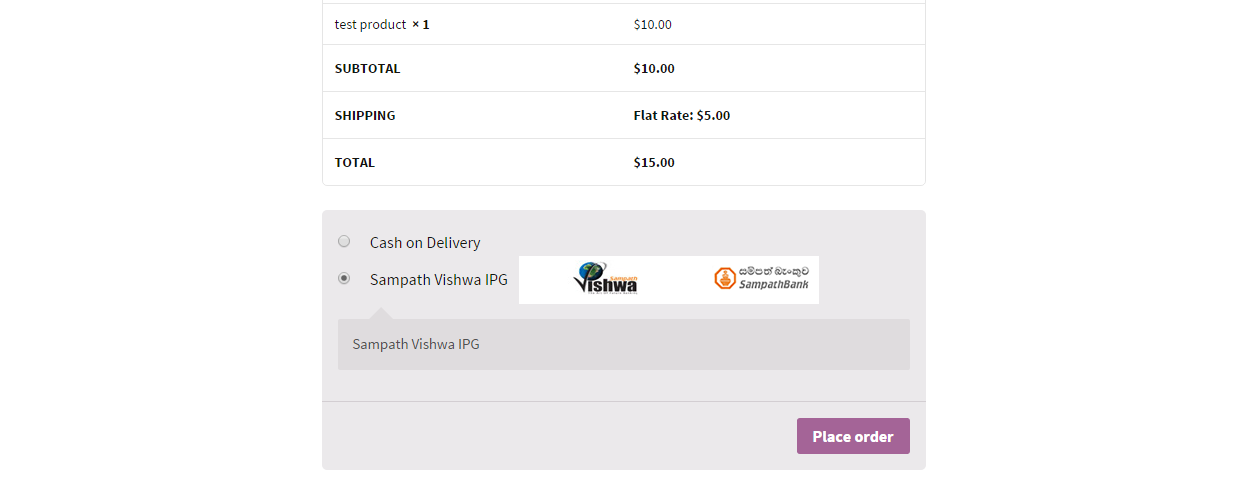 test product × 1 $10.00
SUBTOTAL $10.00
SHIPPING Flat Rate: $5.00
TOTAL $15.00
Cash on Delivery
Sampath Vishwa IPG
Sampath
Vishwa
සම්පත් බැංකුව
SampathBank
Sampath Vishwa IPG
Place order